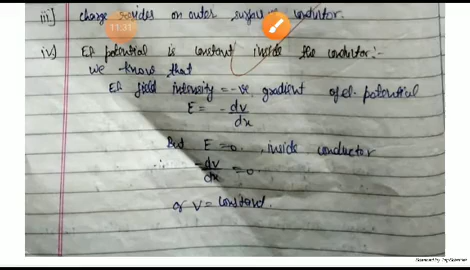 iii] charge resides on outer surface conductor.
iv) El. potential is constant inside the conductor:-
we know that
El. field intensity = -ve gradient of el. potential
E = -dv/dx
But E = 0, inside conductor
∴ -dv/dx = 0
or V = constant.